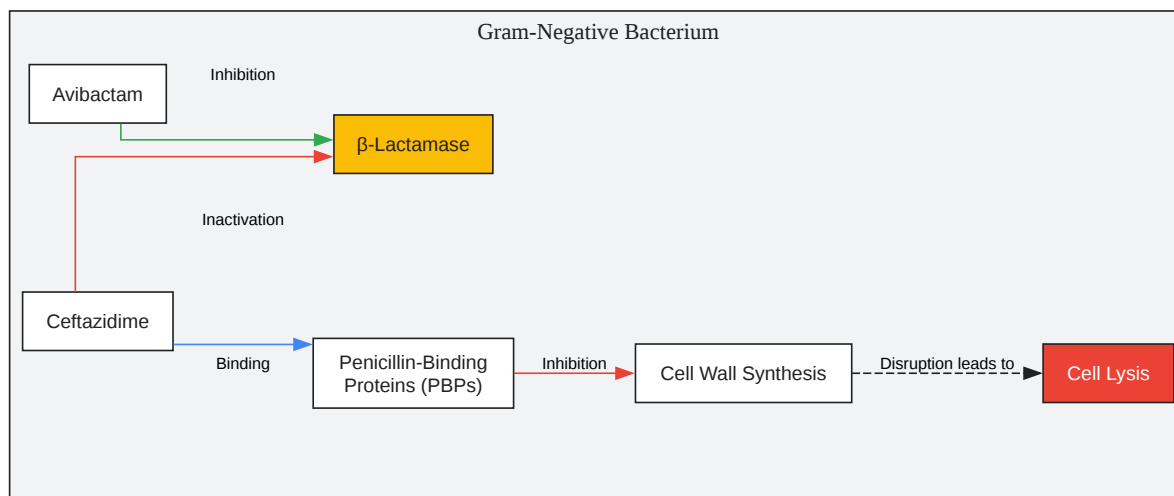 Gram-Negative Bacterium
Avibactam
Inhibition
β-Lactamase
Inactivation
Ceftazidime
Binding
Penicillin-Binding
Proteins (PBPs)
Inhibition
Cell Wall Synthesis
Disruption leads to
Cell Lysis